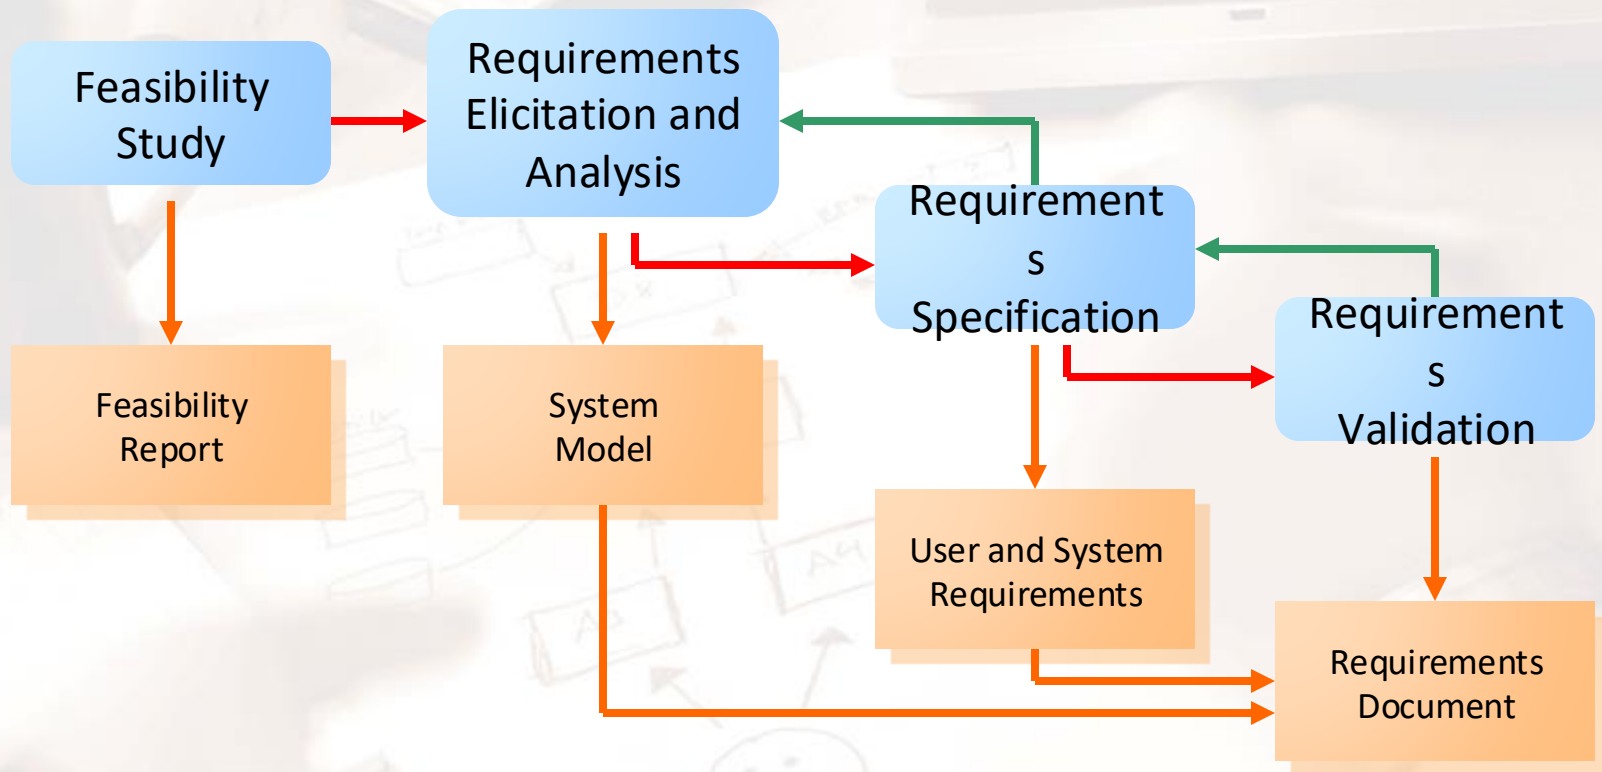 Feasibility
Study
Requirements
Elicitation and
Analysis
Requirement
s
Specification
Requirement
s
Validation
Feasibility
Report
System
Model
User and System
Requirements
Requirements
Document